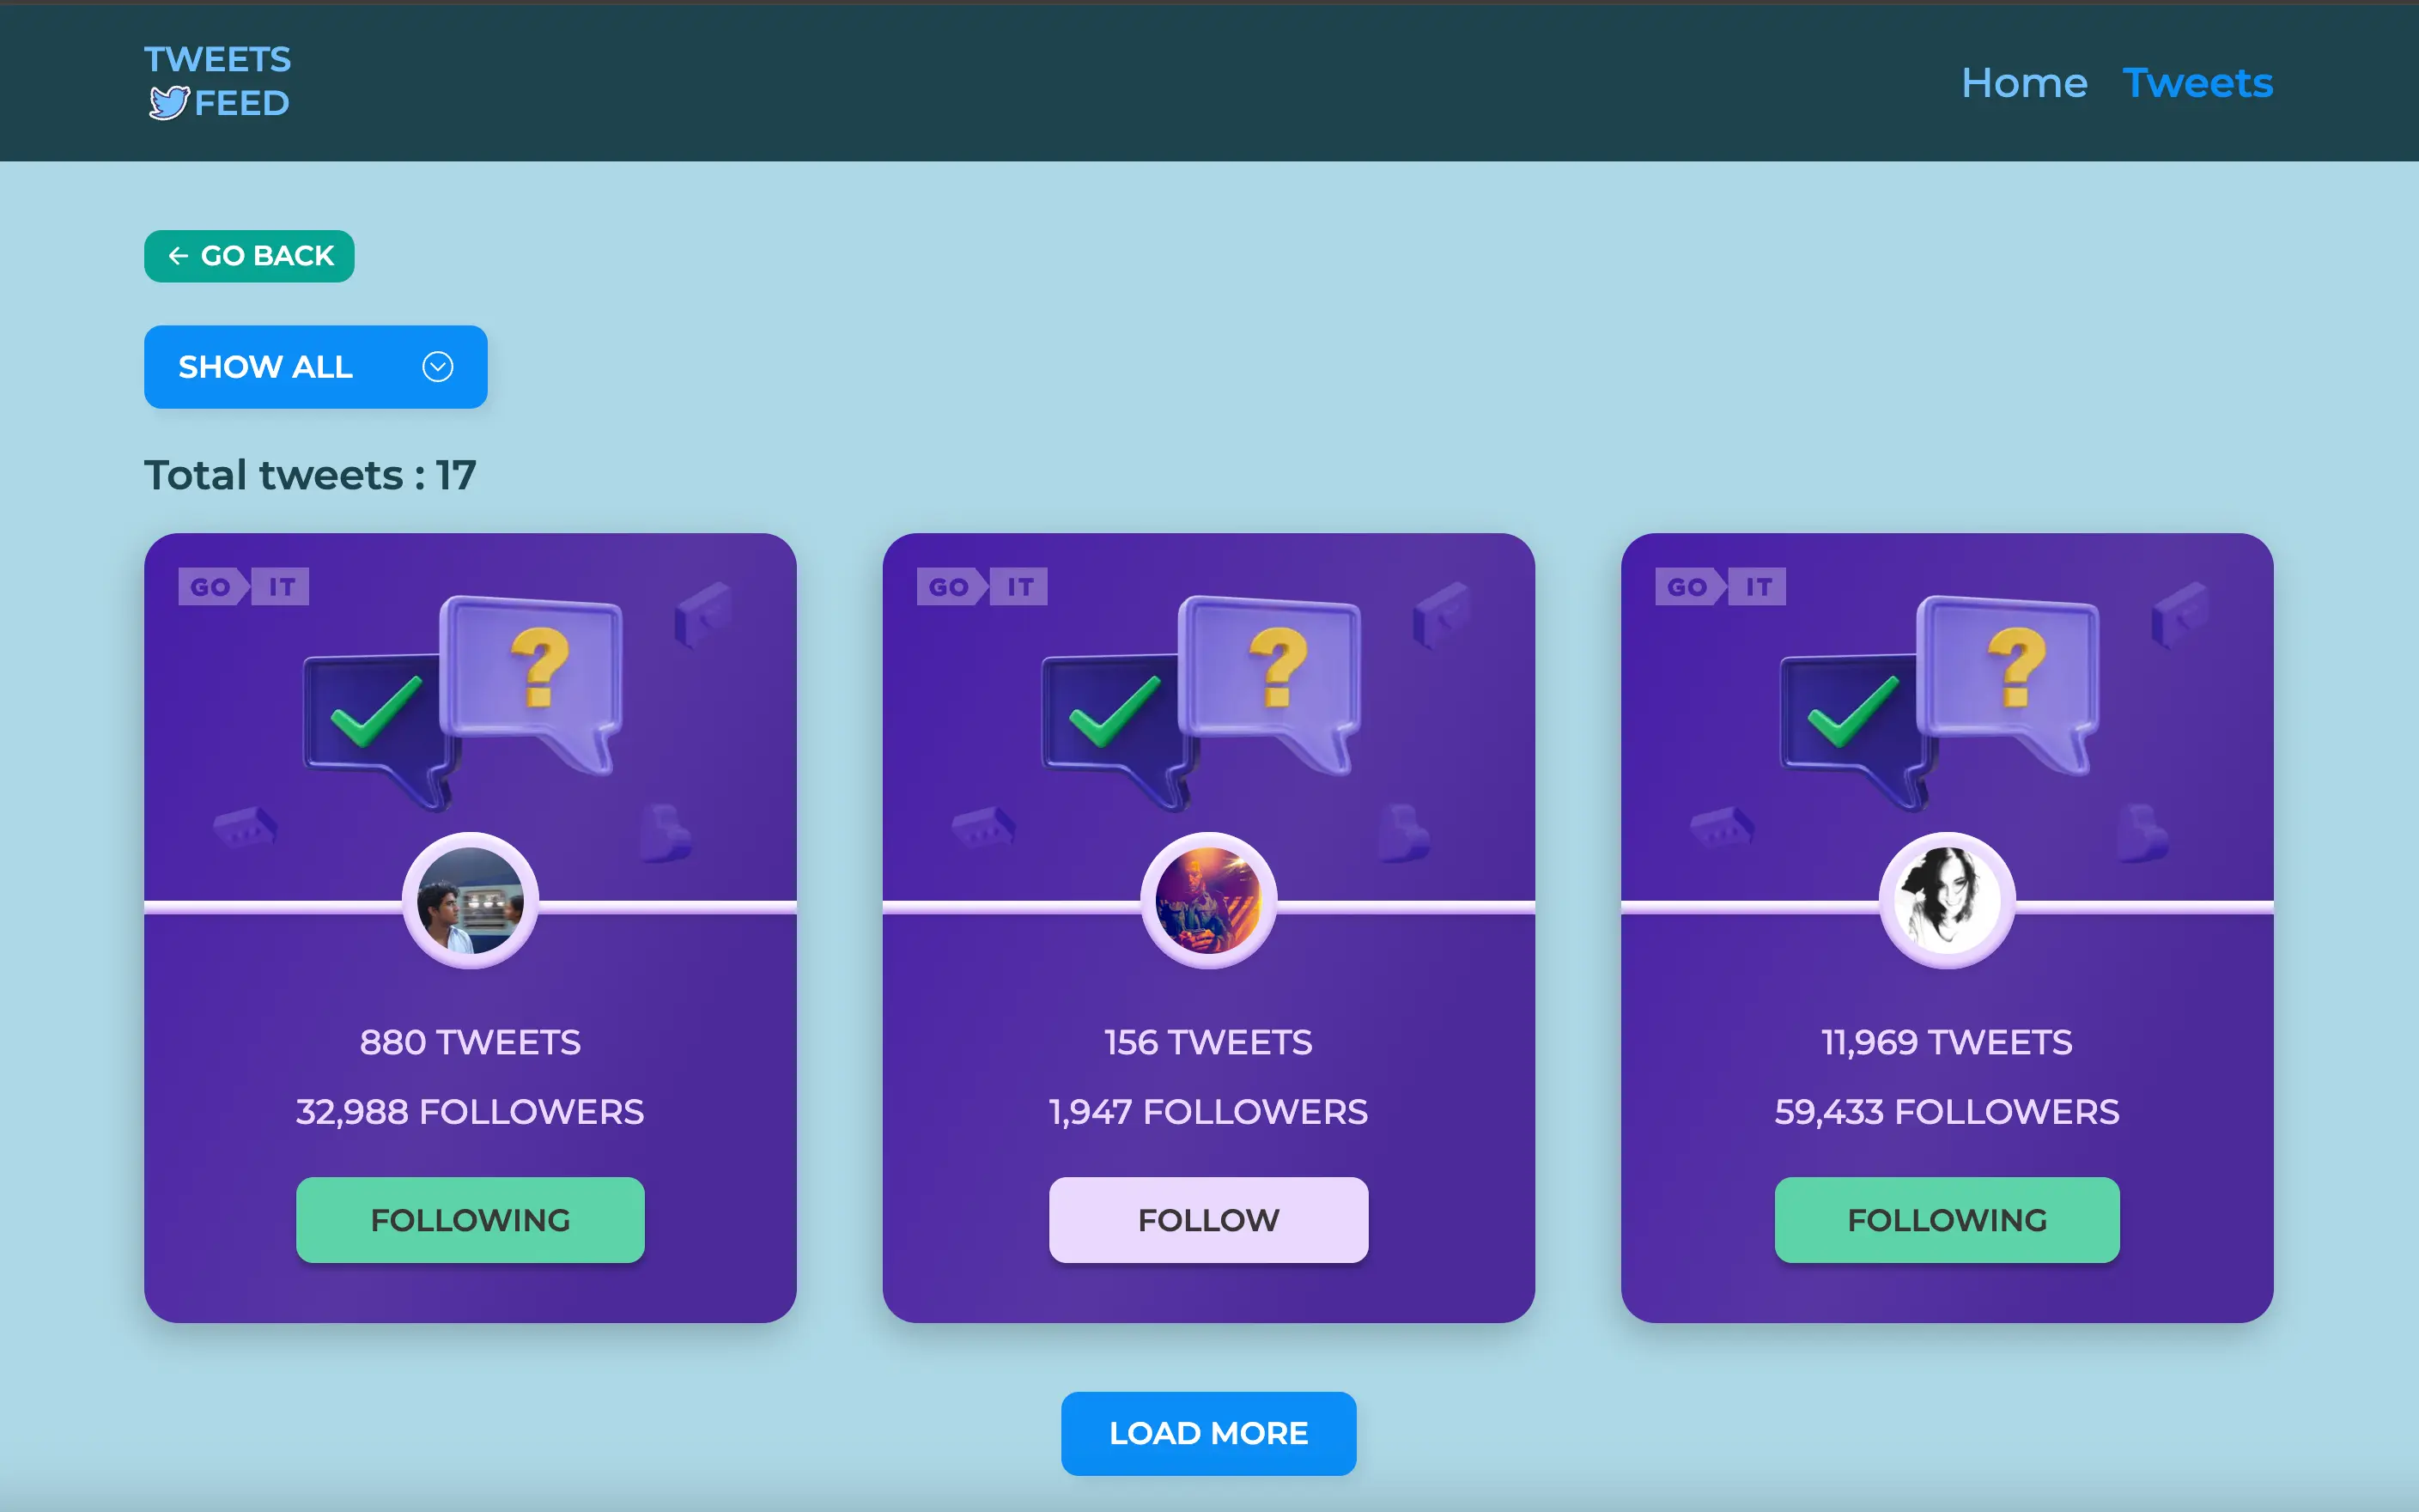 TWEETS
FEED
Home
Tweets
GO BACK
SHOW ALL
Total tweets : 17
GO IT
?
880 TWEETS
32,988 FOLLOWERS
FOLLOWING
GO IT
?
156 TWEETS
1,947 FOLLOWERS
FOLLOW
GO IT
?
11,969 TWEETS
59,433 FOLLOWERS
FOLLOWING
LOAD MORE